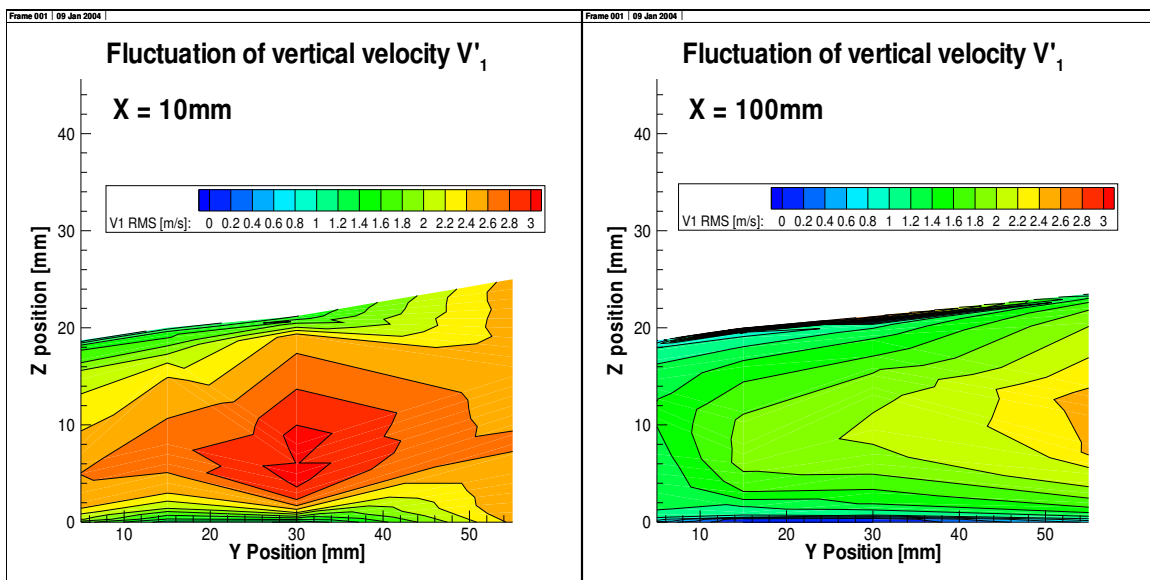 Frame 001 | 09 Jan 2004
Fluctuation of vertical velocity V'1
X = 10mm
V1 RMS [m/s]: 0 0.2 0.4 0.6 0.8 1 1.2 1.4 1.6 1.8 2 2.2 2.4 2.6 2.8 3
Z position [mm]
40
30
20
10
0
10 20 30 40 50
Y Position [mm]
Frame 001 | 09 Jan 2004
Fluctuation of vertical velocity V'1
X = 100mm
V1 RMS [m/s]: 0 0.2 0.4 0.6 0.8 1 1.2 1.4 1.6 1.8 2 2.2 2.4 2.6 2.8 3
Z position [mm]
40
30
20
10
0
10 20 30 40 50
Y Position [mm]